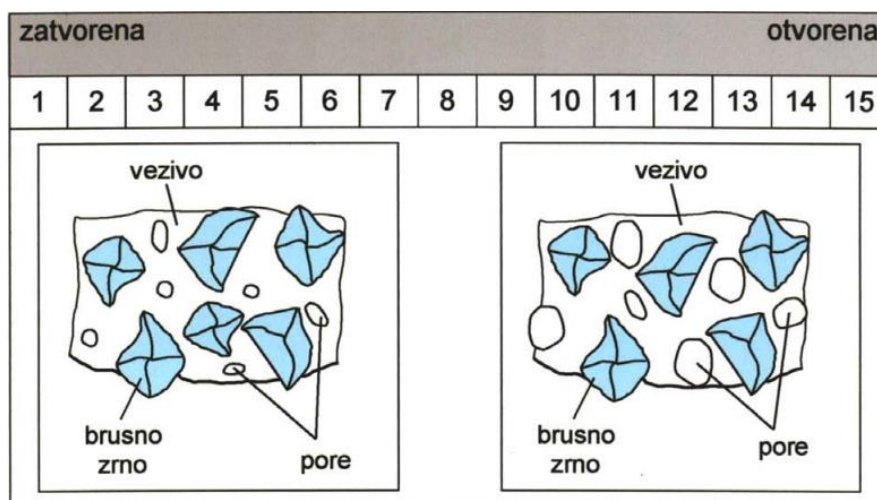 zatvorena otvorena
1 2 3 4 5 6 7 8 9 10 11 12 13 14 15
vezivo
brusno
zrno
pore
vezivo
brusno
zrno
pore